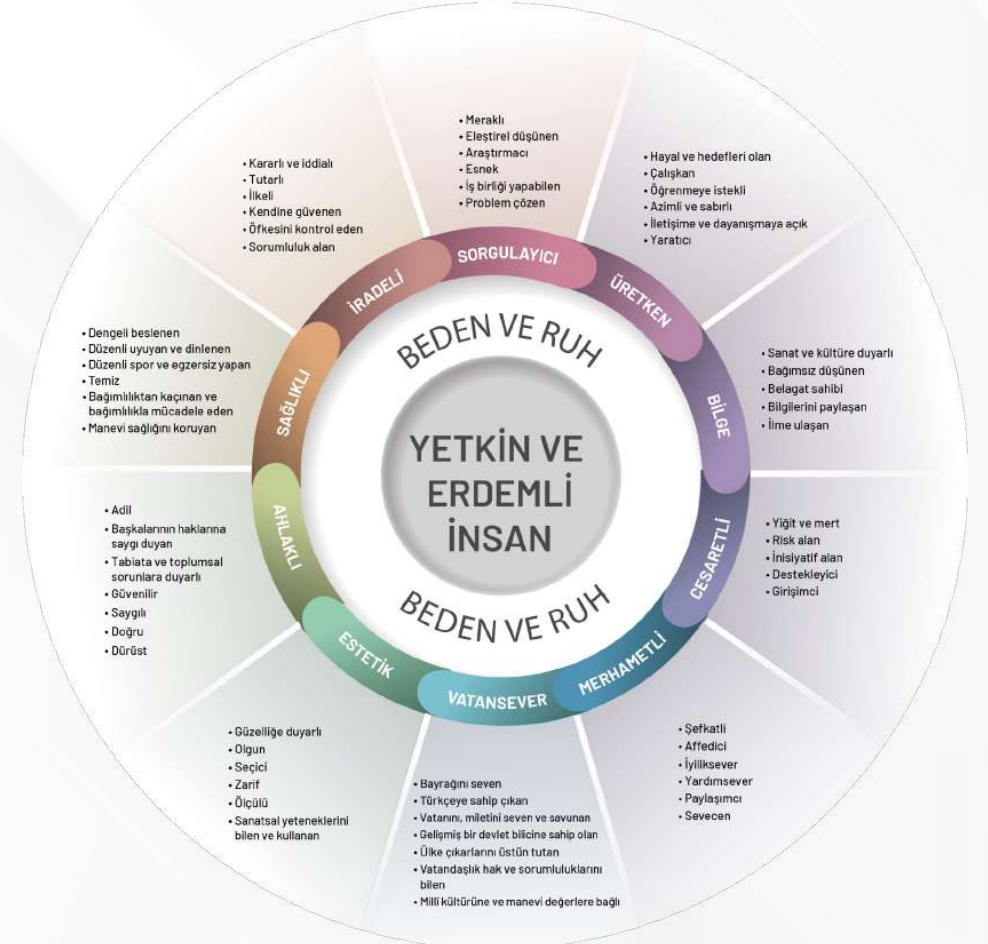 • Meraklı
• Eleştirel düşünen
• Araştırmacı
• Esnek
• İş birliği yapabilen
• Problem çözen
• Hayal ve hedefleri olan
• Çalışkan
• Öğrenmeye istekli
• Azimli ve sabırlı
• İletişime ve dayanışmaya açık
• Yaratıcı
• Kararlı ve iddialı
• Tutarlı
• İlkeli
• Kendine güvenen
• Öfkesini kontrol eden
• Sorumluluk alan
SORGULAYICI
ÜRETKEN
İRADELİ
BEDEN VE RUH
• Dengeli beslenen
• Düzenli uyuyan ve dinlenen
• Düzenli spor ve egzersiz yapan
• Temiz
• Bağımlılıktan kaçınan ve
bağımlılıkla mücadele eden
• Manevi sağlığını koruyan
SAĞLIKLI
BİLGE
• Sanat ve kültüre duyarlı
• Bağımsız düşünen
• Belagat sahibi
• Bilgilerini paylaşan
• İlme ulaşan
YETKİN VE
ERDEMLİ
İNSAN
• Adil
• Başkalarının haklarına
saygı duyan
• Tabiata ve toplumsal
sorunlara duyarlı
• Güvenilir
• Saygılı
• Doğru
• Dürüst
AHLAKLI
CESARETLİ
• Yiğit ve mert
• Risk alan
• İnisiyatif alan
• Destekleyici
• Girişimci
BEDEN VE RUH
ESTETİK
VATANSEVER
MERHAMETLİ
• Güzelliğe duyarlı
• Olgun
• Seçici
• Zarif
• Ölçülü
• Sanatsal yeteneklerini
bilen ve kullanan
• Bayrağını seven
• Türkçeye sahip çıkan
• Vatanını, miletini seven ve savunan
• Gelişmiş bir devlet bilicine sahip olan
• Ülke çıkarlarını üstün tutan
• Vatandaşlık hak ve sorumluluklarını
bilen
• Millî kültürüne ve manevi değerlere bağlı
• Şefkatli
• Affedici
• İyiliksever
• Yardımsever
• Paylaşımcı
• Sevecen